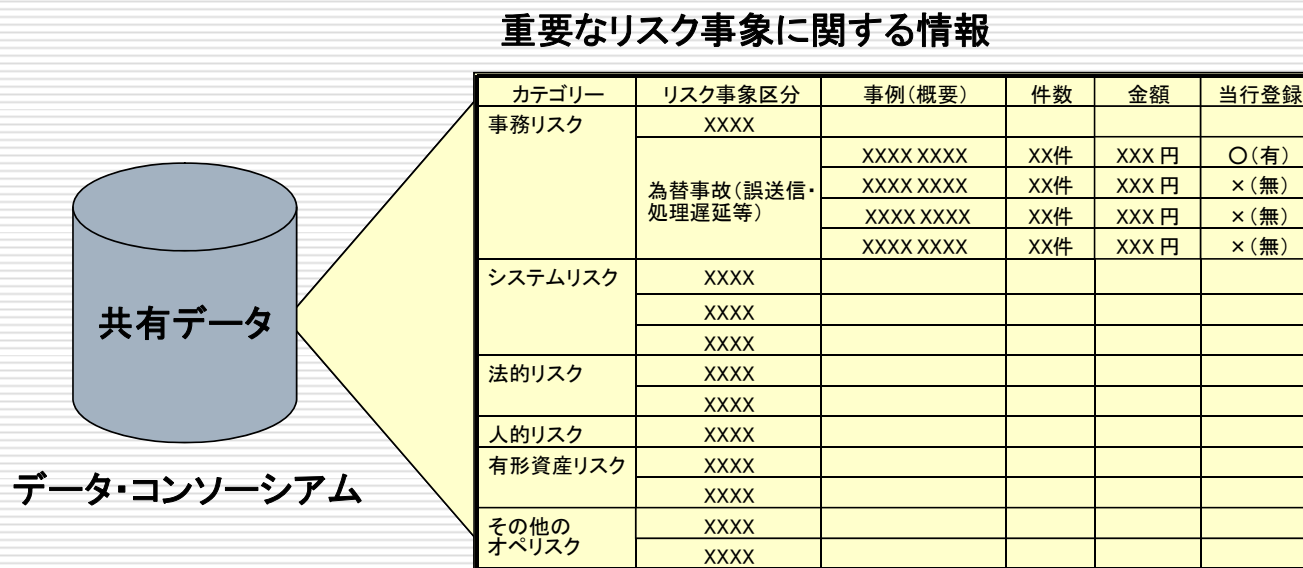 重要なリスク事象に関する情報
カテゴリー リスク事象区分 事例(概要) 件数 金額 当行登録
事務リスク XXXX
為替事故(誤送信・
処理遅延等)
XXXX XXXX XX件 XXX 円 〇(有)
XXXX XXXX XX件 XXX 円 ×(無)
XXXX XXXX XX件 XXX 円 ×(無)
XXXX XXXX XX件 XXX 円 ×(無)
システムリスク XXXX
XXXX
XXXX
法的リスク XXXX
XXXX
人的リスク XXXX
有形資産リスク XXXX
XXXX
その他の
オペリスク
XXXX
XXXX
共有データ
データ・コンソーシアム